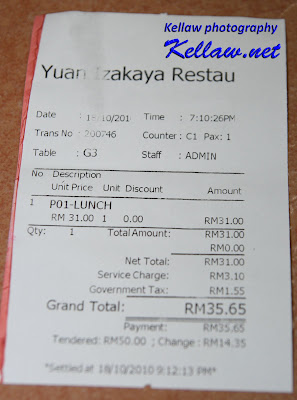 Kellaw photography
Kellaw.net
Yuan Izakaya Restau
Date : 18/10/201 Time : 7:10:26PM
Trans No : 200746 Counter : C1 Pax: 1
Table : G3 Staff : ADMIN
No Description
Unit Price Unit Discount Amount
1 P01-LUNCH
RM 31.00 1 0.00 RM31.00
Qty: 1 Total Amount: RM31.00
RM0.00
Net Total: RM31.00
Service Charge: RM3.10
Government Tax: RM1.55
Grand Total: RM35.65
Payment: RM35.65
Tendered: RM50.00 ; Change : RM14.35
*Settled at 18/10/2010 9:12:13 PM*